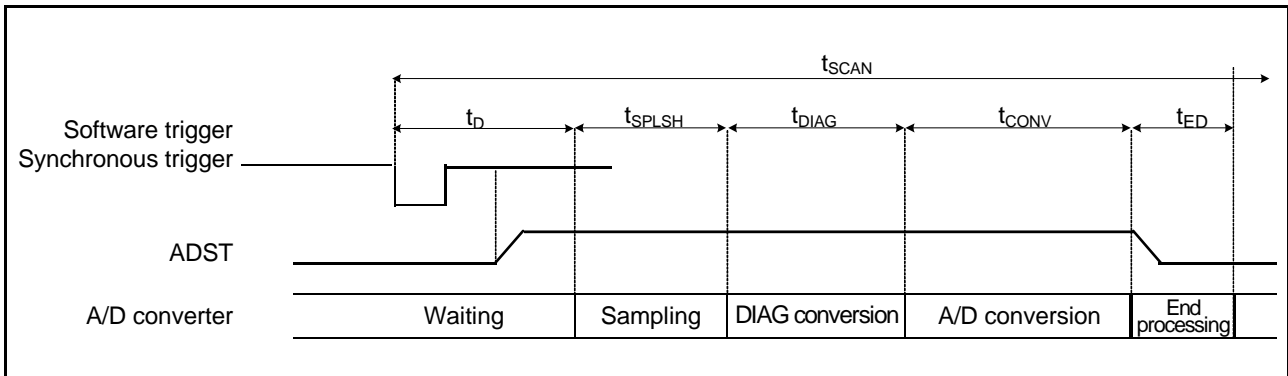 tSCAN
tD tSPLSH tDIAG tCONV tED
Software trigger
Synchronous trigger
ADST
A/D converter Waiting Sampling DIAG conversion A/D conversion End processing